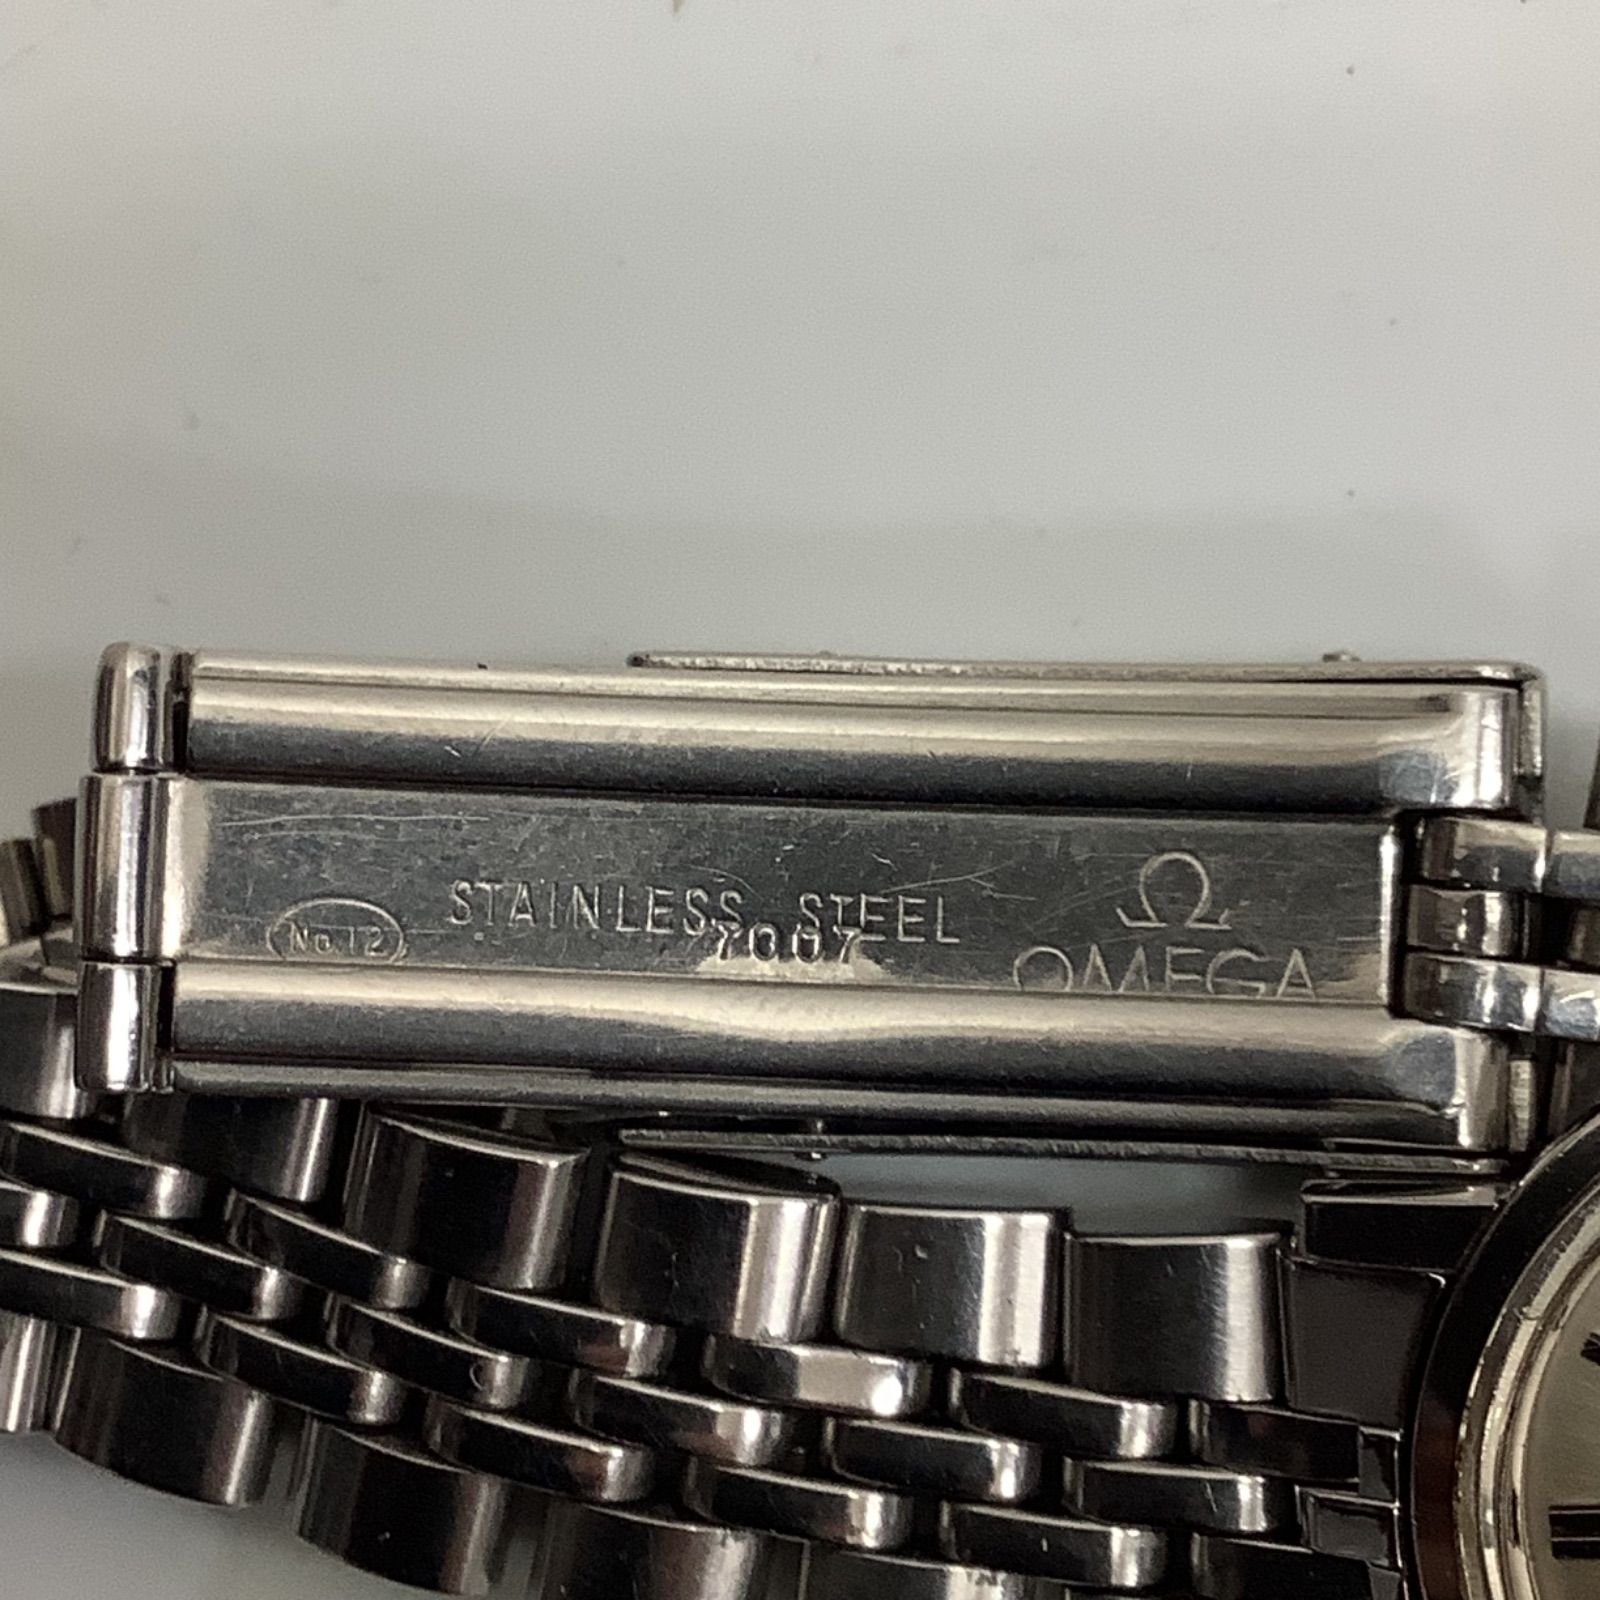 No.12
STAINLESS STEEL
7007
Ω
OMEGA